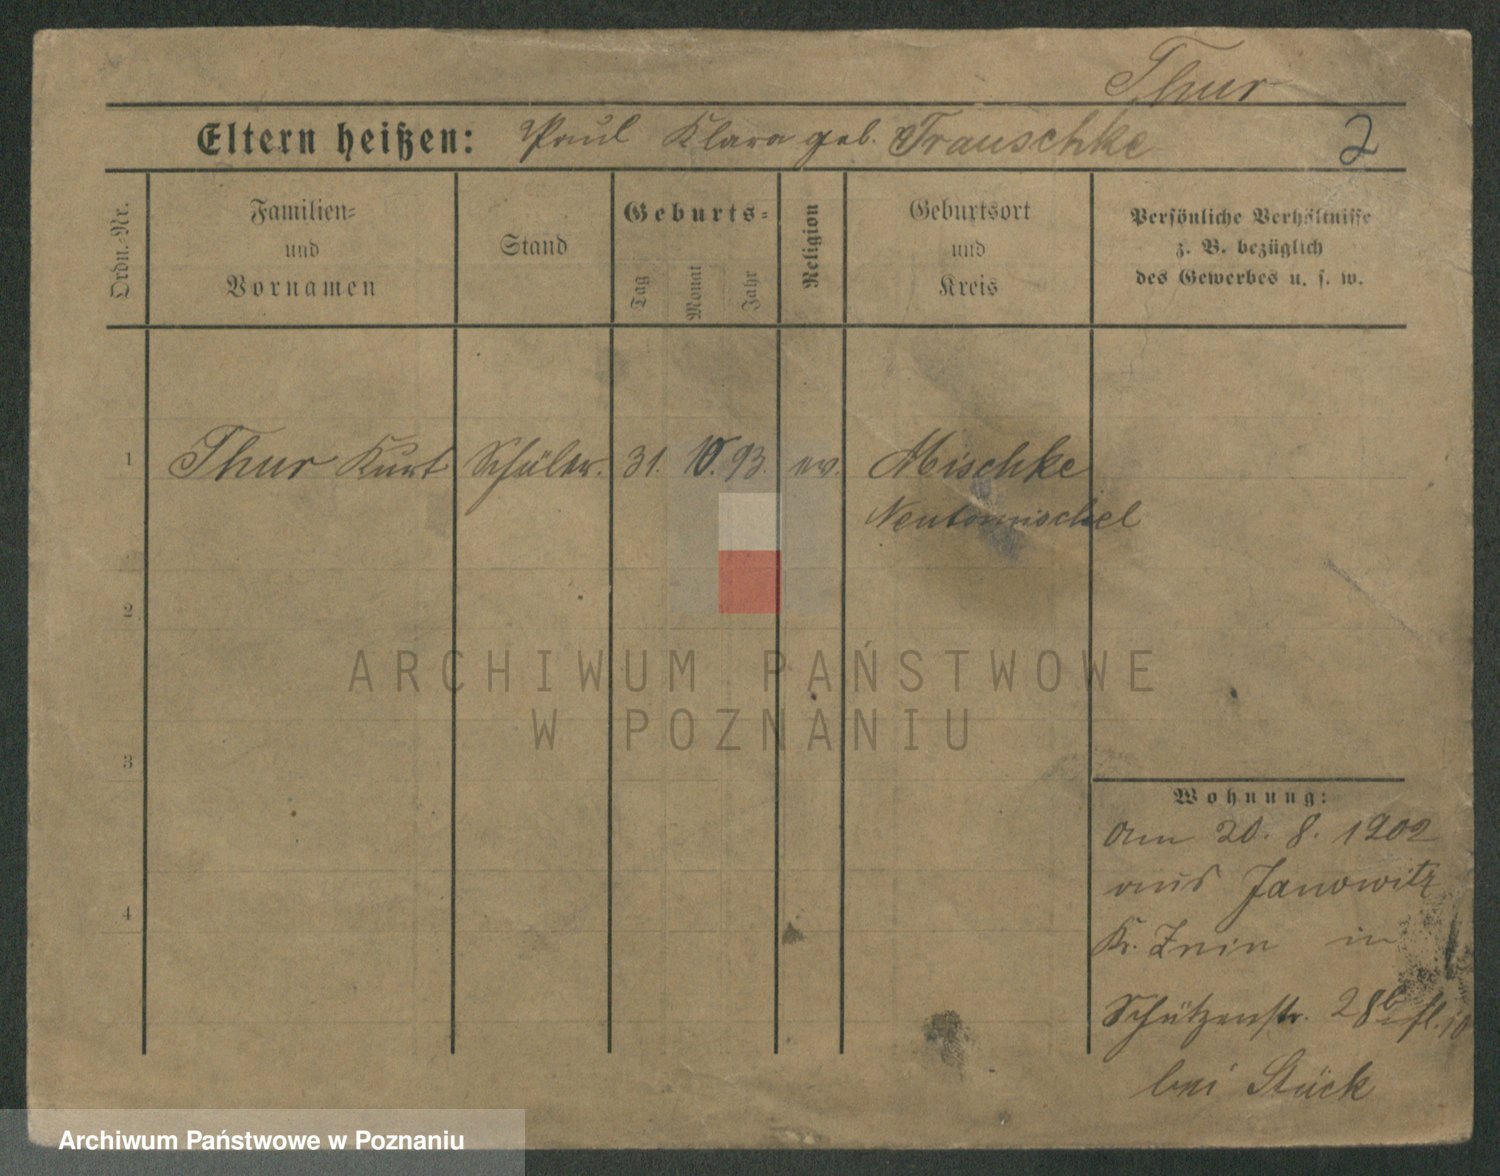 Thur
Eltern heißen: Paul Klara geb. Trauschke
2
Ordn.-Nr.
Familien-
und
Vornamen
Stand
Geburts-
Tag
Monat
Jahr
Religion
Geburtsort
und
Kreis
Persönliche Verhältnisse
z. B. bezüglich
des Gewerbes u. s. w.
1 Thur Kurt Schüler. 31. 10. 93. ev. Mischke
Neutomischel
2
ARCHIWUM PAŃSTWOWE
W POZNANIU
3
Wohnung:
am 20. 8. 1902
aus Janowitz
4
Kr. Znin in
Schützenstr. 28b
bei Stück
Archiwum Państwowe w Poznaniu